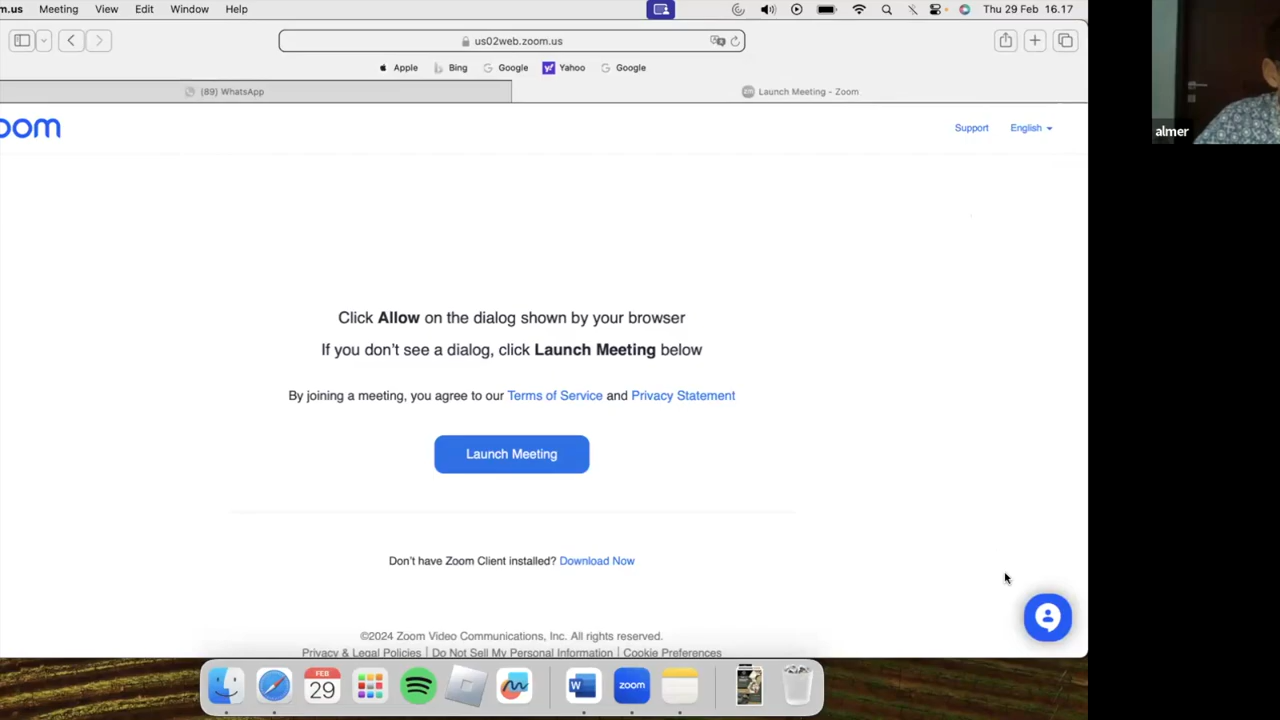 m.us Meeting View Edit Window Help Thu 29 Feb 16.17
us02web.zoom.us
Apple Bing Google Yahoo Google
(89) WhatsApp Launch Meeting - Zoom
oom Support English
almer
Click Allow on the dialog shown by your browser
If you don’t see a dialog, click Launch Meeting below
By joining a meeting, you agree to our Terms of Service and Privacy Statement
Launch Meeting
Don’t have Zoom Client installed? Download Now
©2024 Zoom Video Communications, Inc. All rights reserved.
Privacy & Legal Policies | Do Not Sell My Personal Information | Cookie Preferences
FEB
29
W
zoom